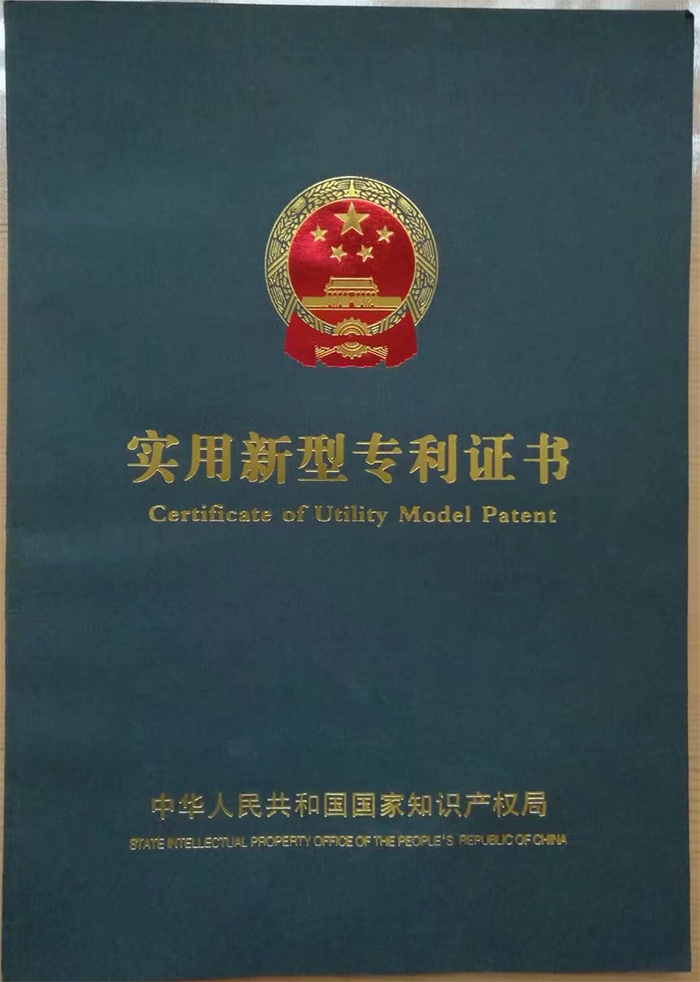 实用新型专利证书
Certificate of Utility Model Patent
中华人民共和国国家知识产权局
STATE INTELLECTUAL PROPERTY OFFICE OF THE PEOPLE'S REPUBLIC OF CHINA